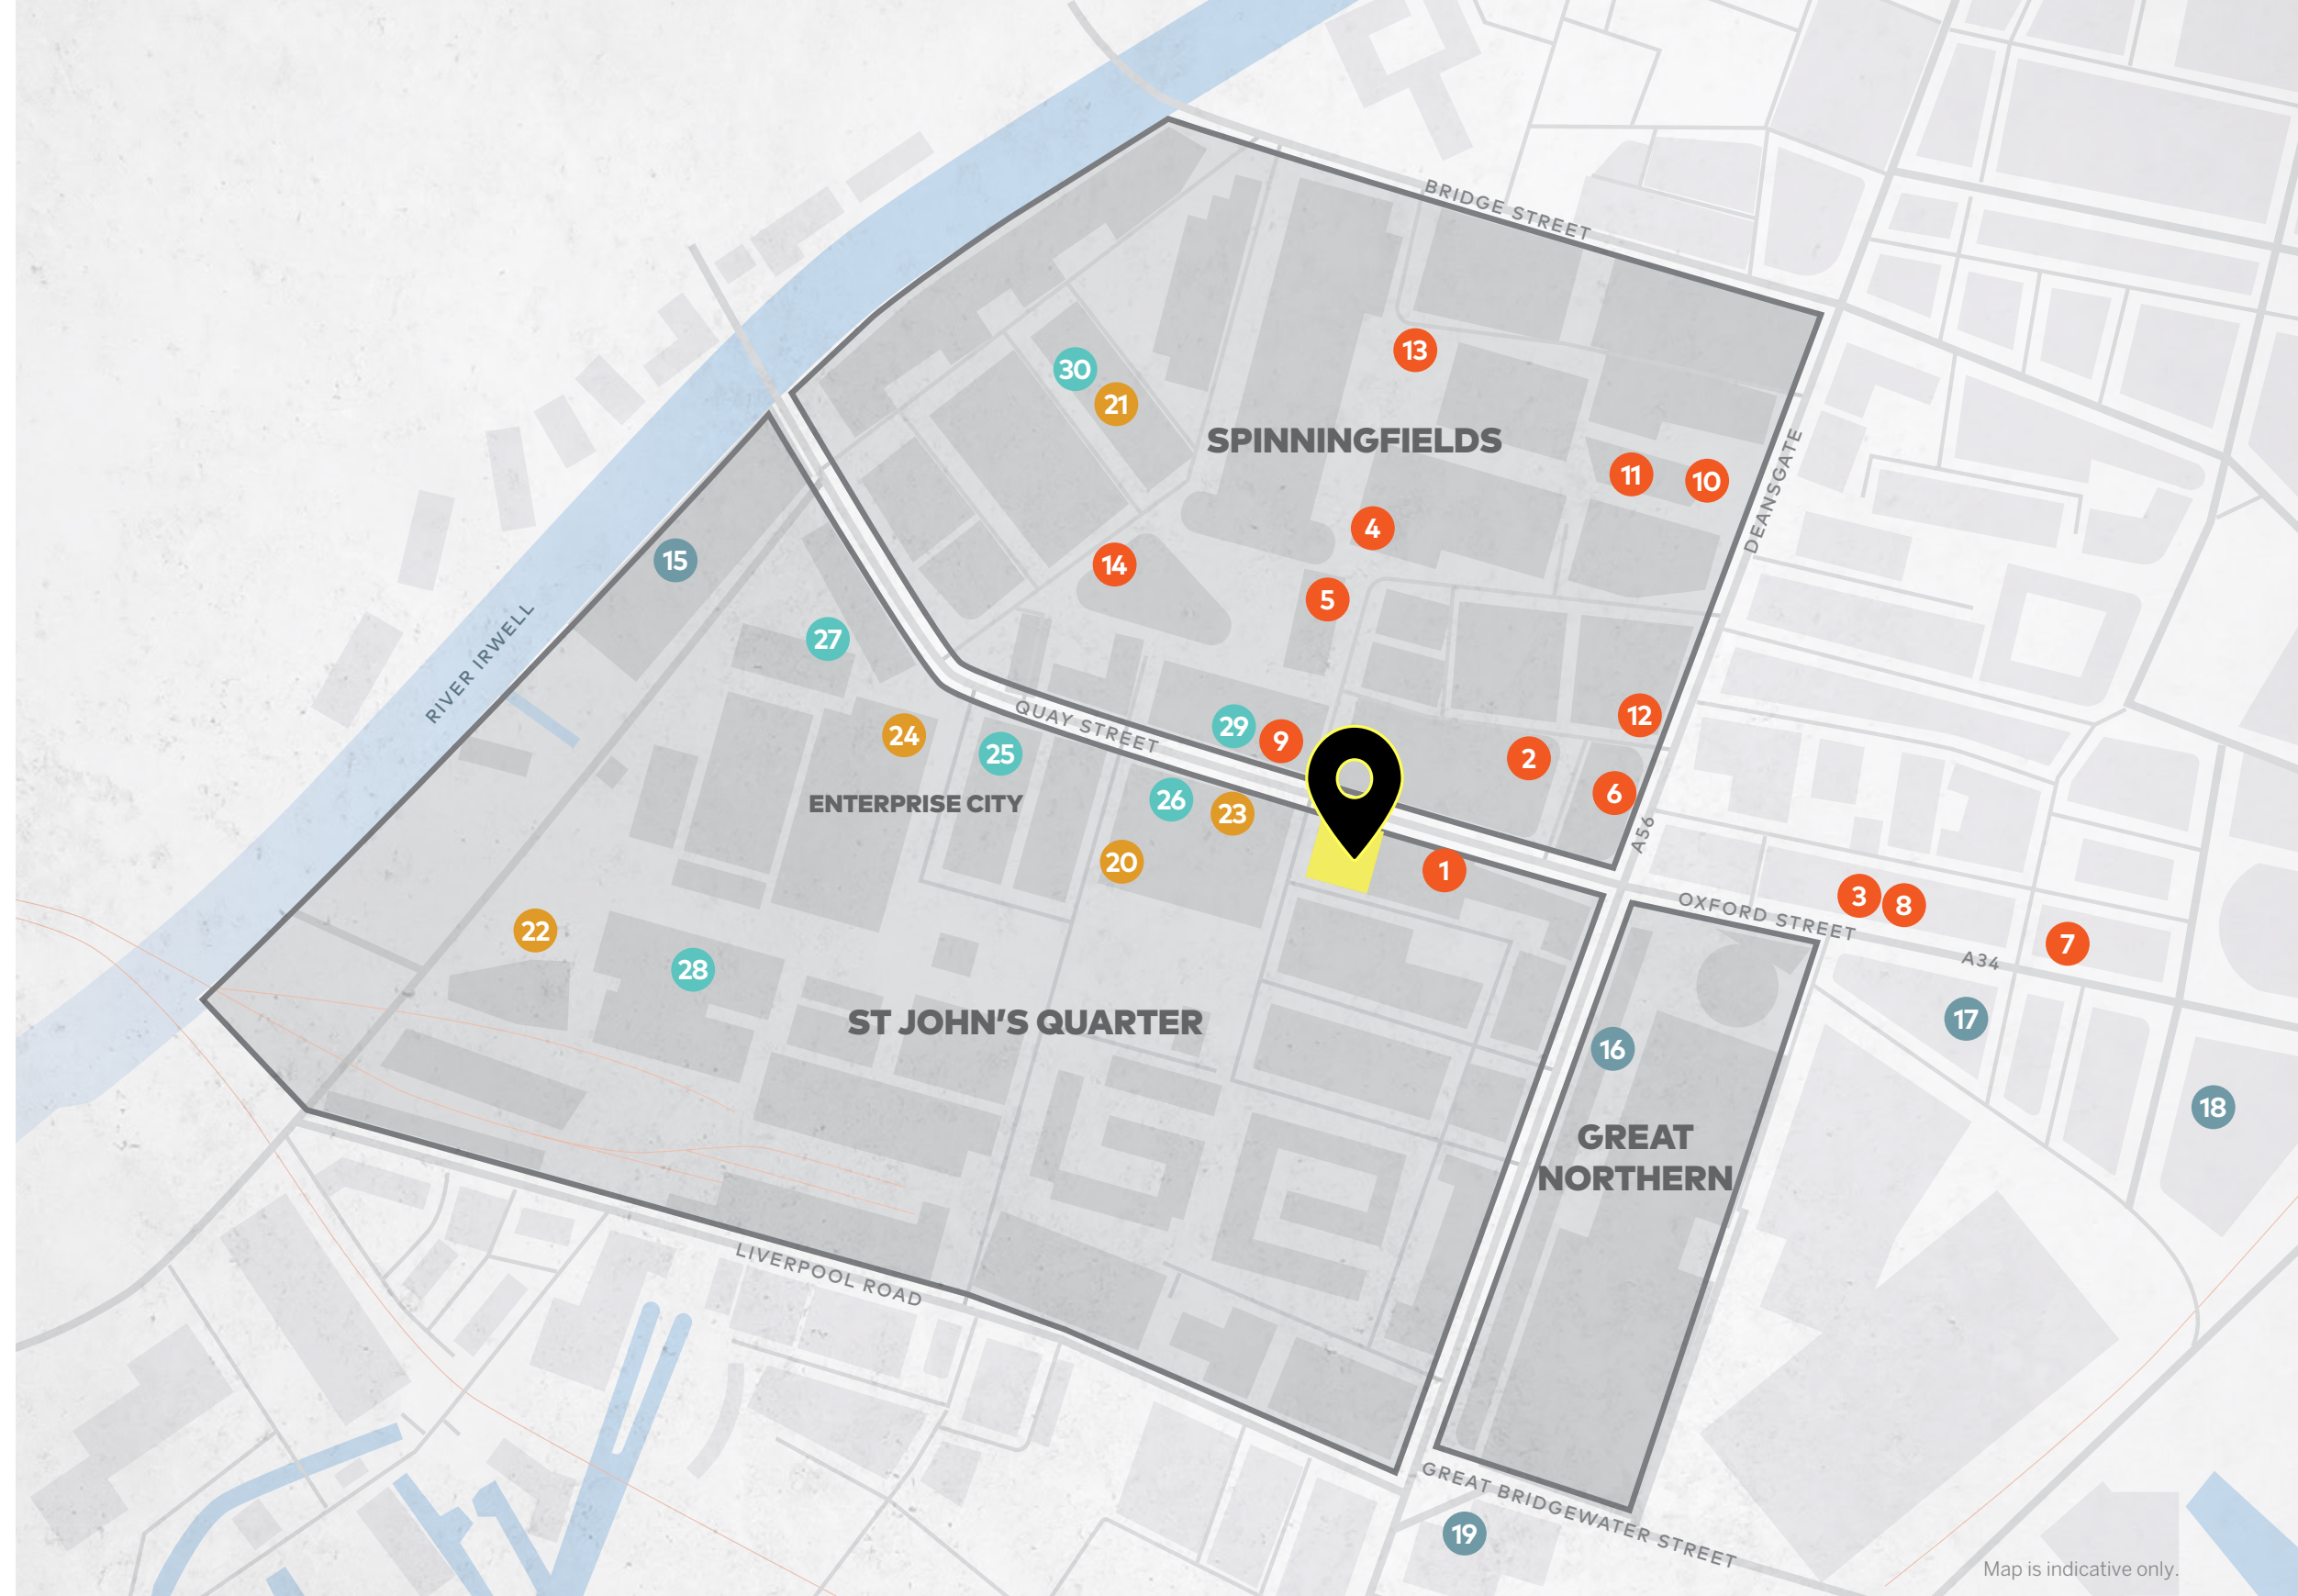 BRIDGE STREET
30
13
21
SPINNINGFIELDS
11
10
DEANSGATE
4
15
14
5
RIVER IRWELL
27
QUAY STREET
12
24
29
9
25
2
6
ENTERPRISE CITY
26
23
A56
20
1
OXFORD STREET
3
8
22
7
A34
28
ST JOHN'S QUARTER
17
16
18
GREAT
NORTHERN
LIVERPOOL ROAD
GREAT BRIDGEWATER STREET
19
Map is indicative only.